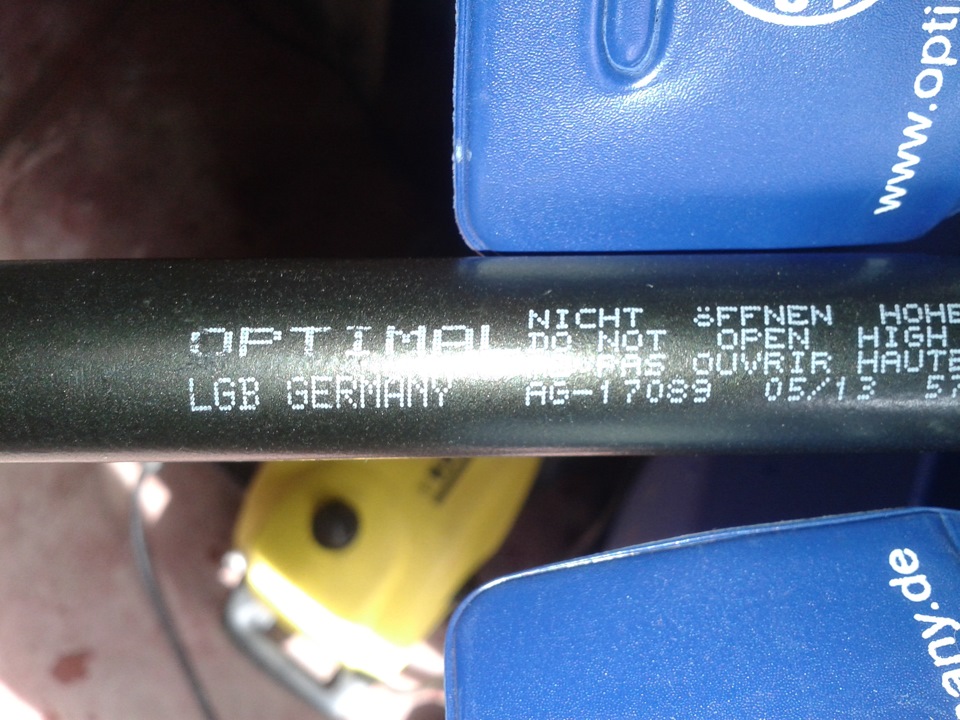 www.opti
OPTIMAL
LGB GERMANY
NICHT ÖFFNEN HOHE
DO NOT OPEN HIGH
PAS OUVRIR HAUTE
AG-17089 05/13 57
any.de